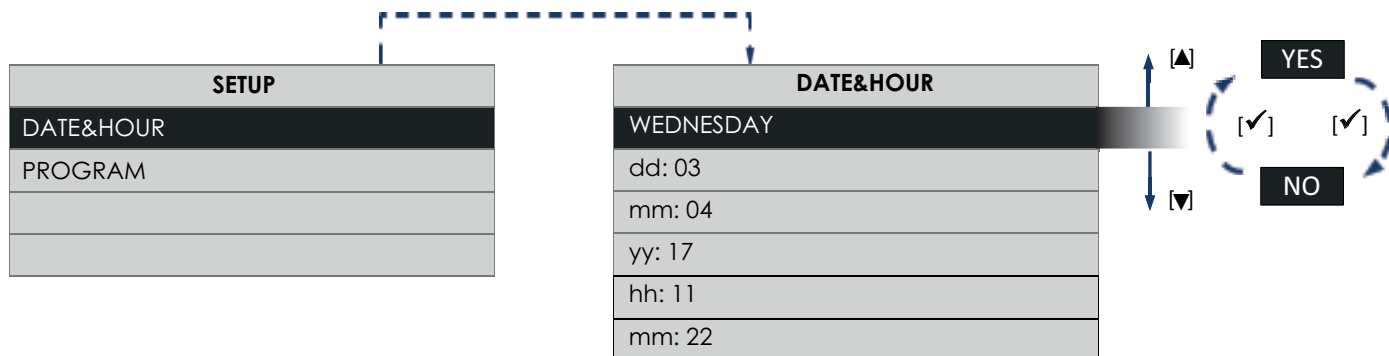 SETUP
DATE&HOUR
PROGRAM
DATE&HOUR
WEDNESDAY
dd: 03
mm: 04
yy: 17
hh: 11
mm: 22
[▲]
[▼]
YES
[✓] [✓]
NO